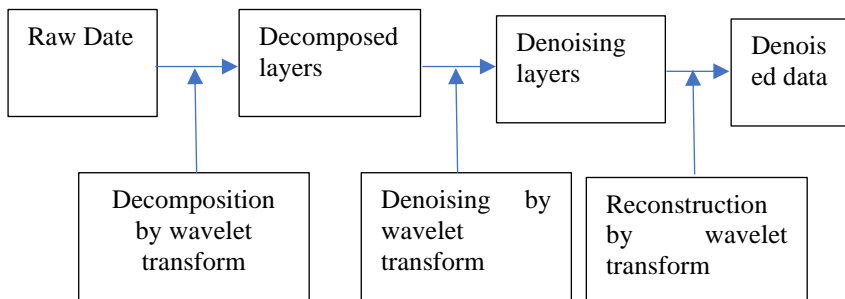 Raw Date
Decomposed
layers
Denoising
layers
Denois
ed data
Decomposition
by wavelet
transform
Denoising by
wavelet
transform
Reconstruction
by wavelet
transform